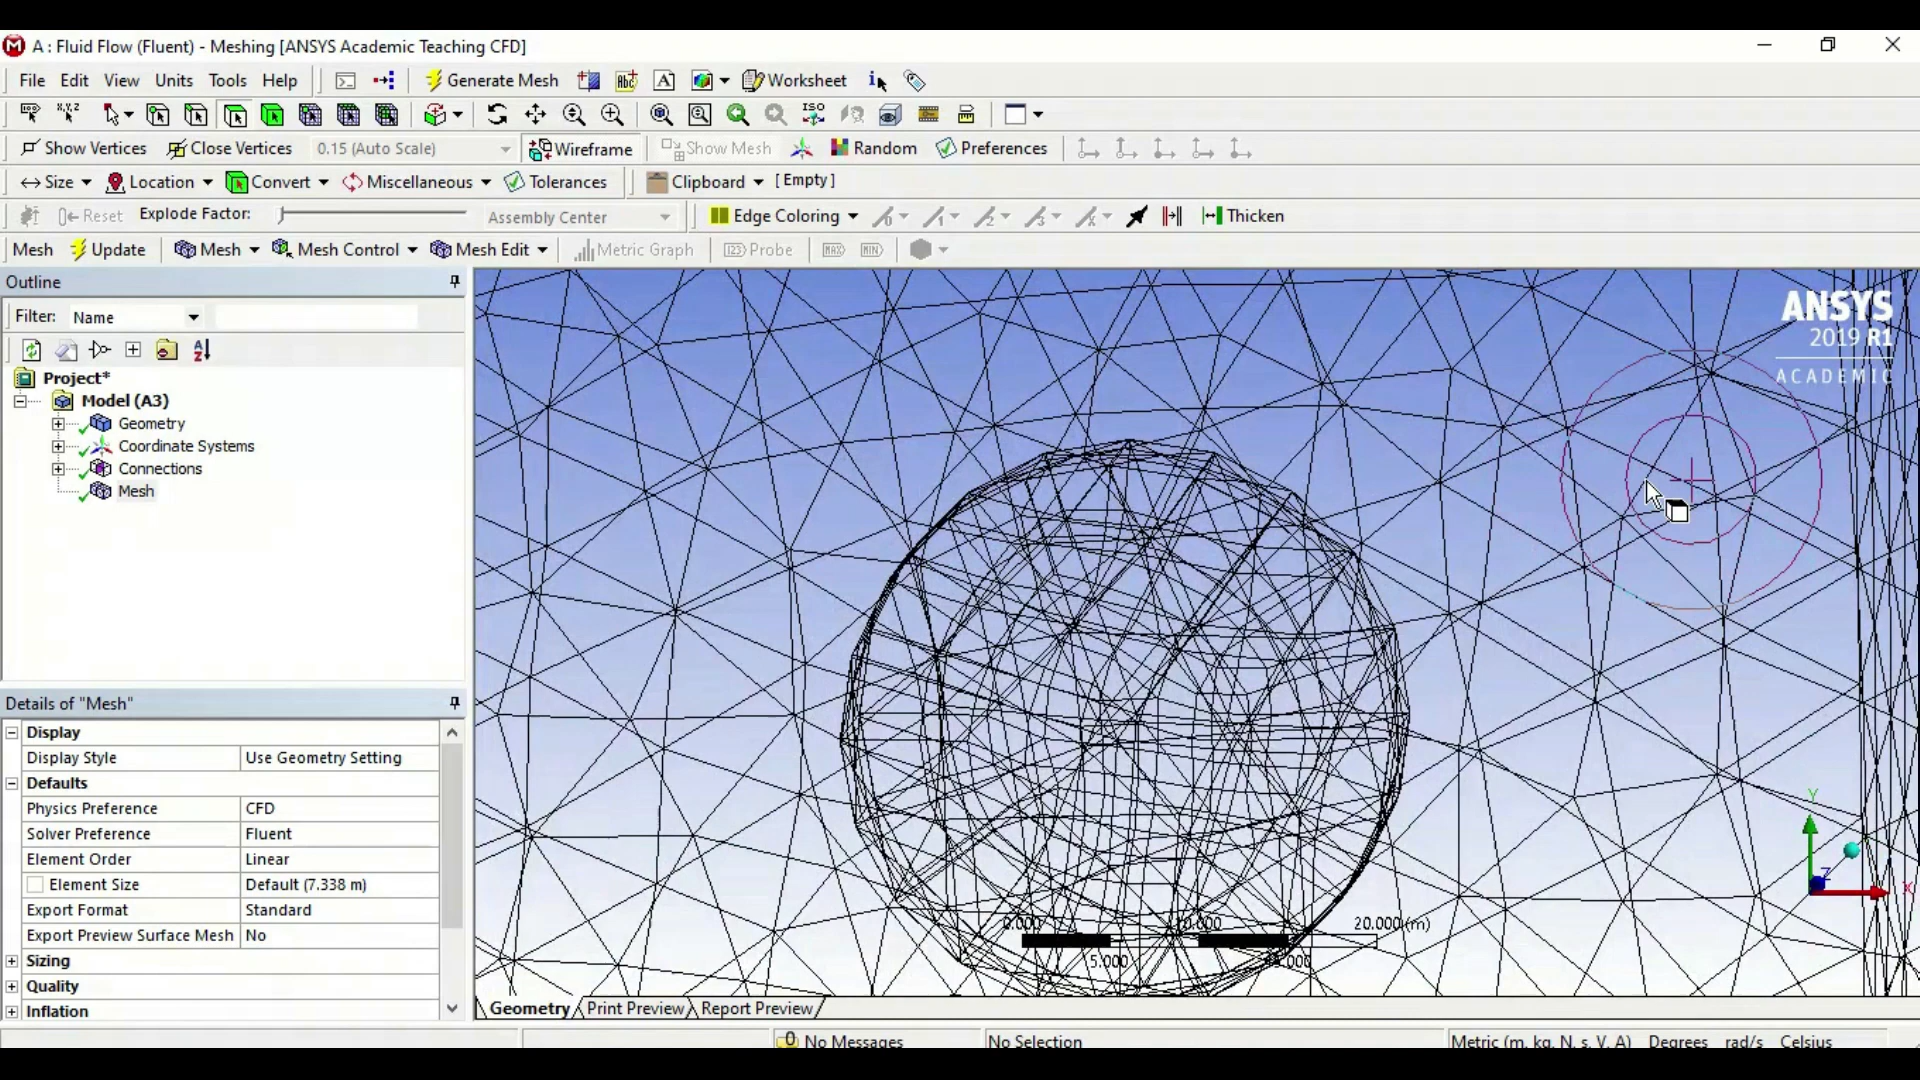 A : Fluid Flow (Fluent) - Meshing [ANSYS Academic Teaching CFD]
File Edit View Units Tools Help Generate Mesh Worksheet
Show Vertices Close Vertices 0.15 (Auto Scale) Wireframe Show Mesh Random Preferences
Size Location Convert Miscellaneous Tolerances Clipboard [ Empty ]
Reset Explode Factor: Assembly Center Edge Coloring Thicken
Mesh Update Mesh Mesh Control Mesh Edit Metric Graph Probe
Outline
Filter: Name
Project*
Model (A3)
Geometry
Coordinate Systems
Connections
Mesh
Details of "Mesh"
Display
Display Style Use Geometry Setting
Defaults
Physics Preference CFD
Solver Preference Fluent
Element Order Linear
Element Size Default (7.338 m)
Export Format Standard
Export Preview Surface Mesh No
Sizing
Quality
Inflation
ANSYS
2019 R1
ACADEMIC
Y
Z
X
0.000 10.000 20.000 (m)
5.000
Geometry Print Preview Report Preview
0 No Messages No Selection Metric (m, kg, N, s, V, A) Degrees rad/s Celsius